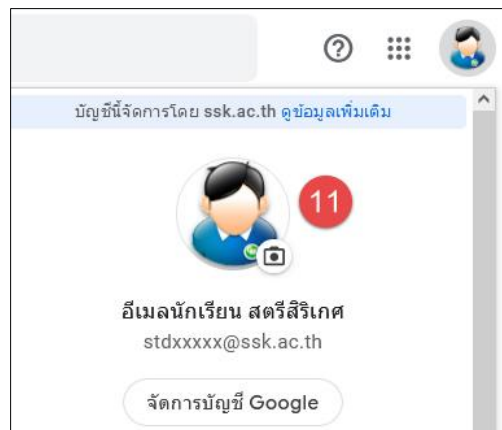 บัญชีนี้จัดการโดย ssk.ac.th ดูข้อมูลเพิ่มเติม
11
อีเมลนักเรียน สตรีสิริเกศ
stdxxxxx@ssk.ac.th
จัดการบัญชี Google